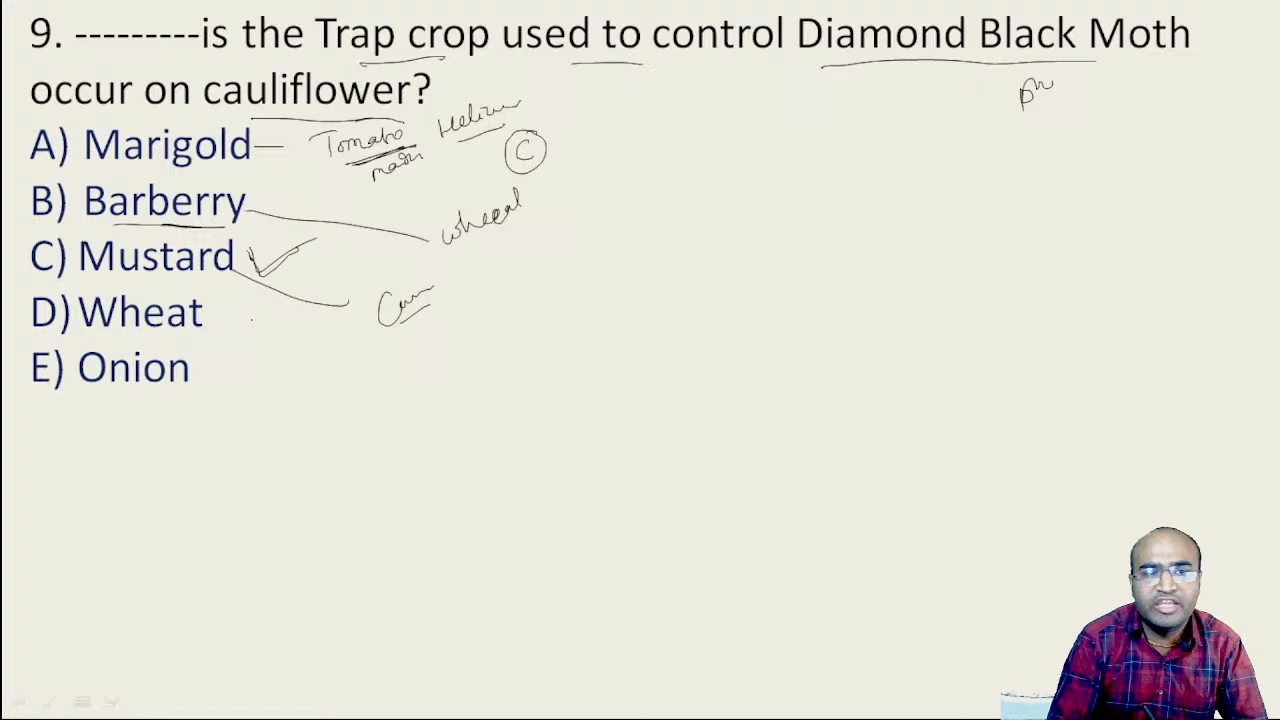 9. ---------is the Trap crop used to control Diamond Black Moth
occur on cauliflower?
A) Marigold
Tomato
B) Barberry
wheat
C) Mustard
D) Wheat
E) Onion
C